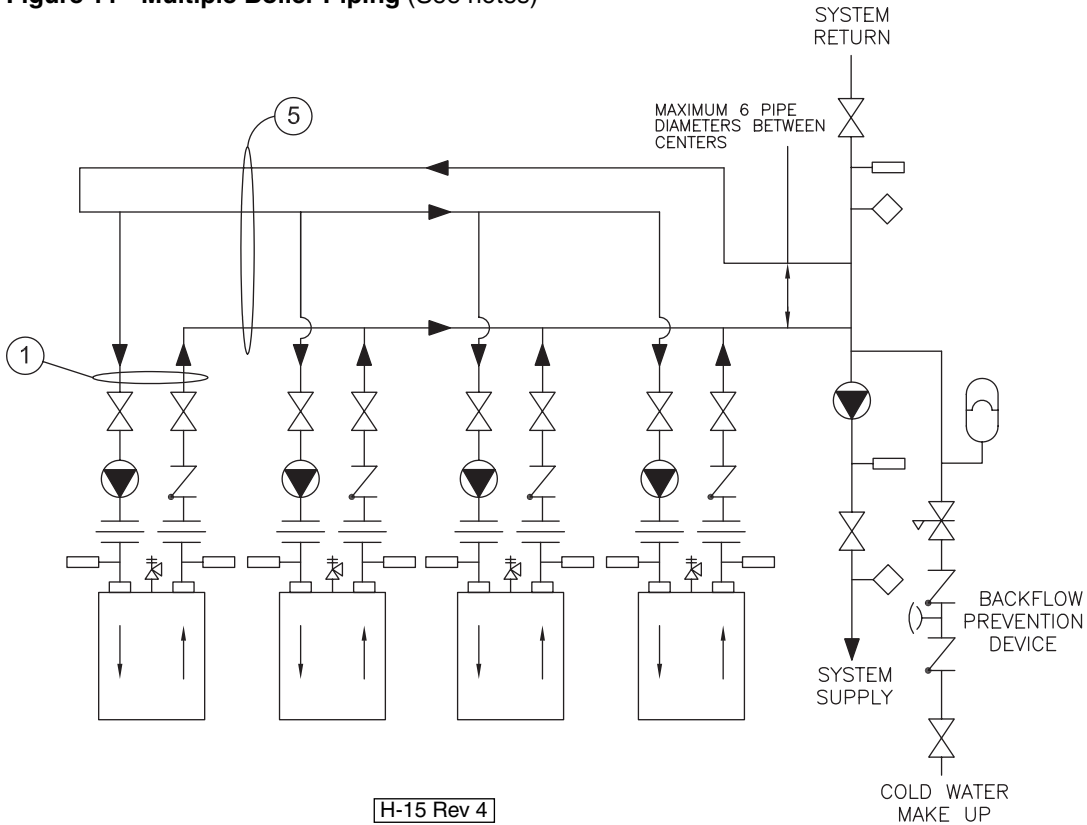 Figure 11 - Multiple Boiler Piping (See notes)
SYSTEM
RETURN
5
MAXIMUM 6 PIPE
DIAMETERS BETWEEN
CENTERS
1
BACKFLOW
PREVENTION
DEVICE
SYSTEM
SUPPLY
COLD WATER
MAKE UP
H-15 Rev 4